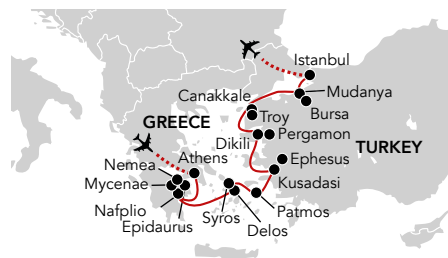 Istanbul
Mudanya
Canakkale
Bursa
Troy
GREECE
Pergamon
Dikili
TURKEY
Athens
Ephesus
Nemea
Kusadasi
Mycenae
Nafplio
Syros
Patmos
Epidaurus
Delos